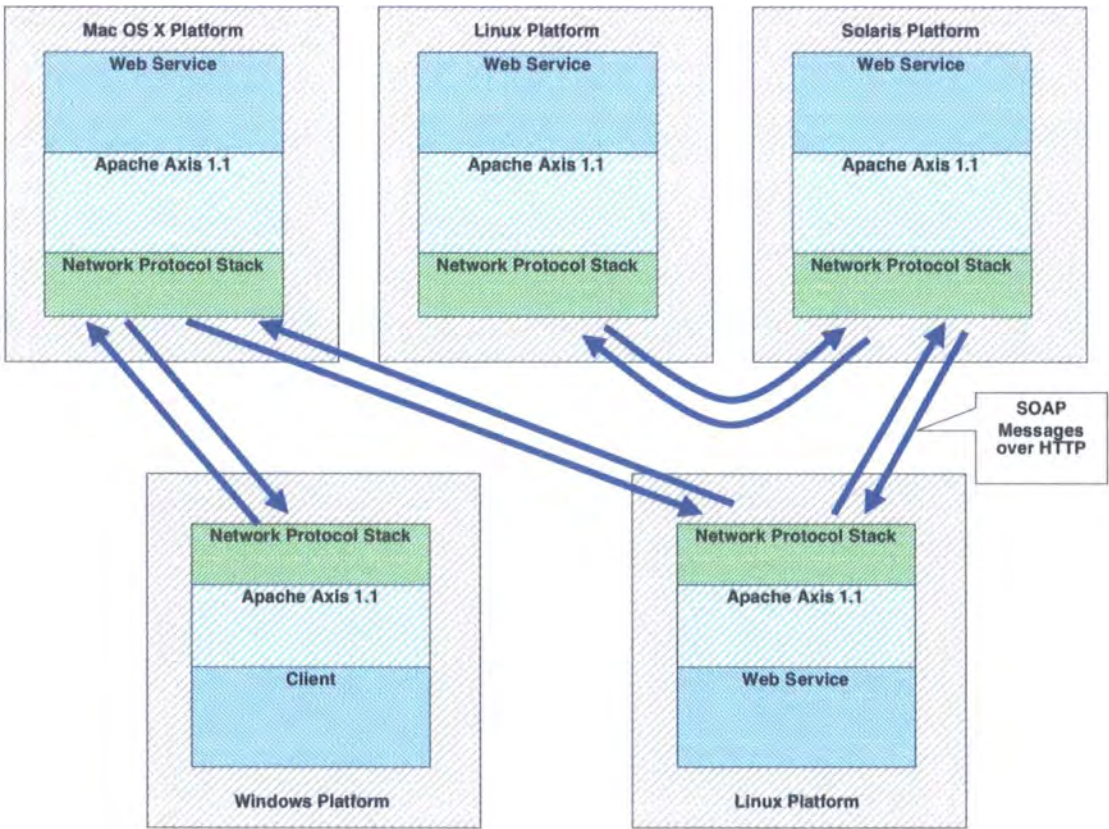 Mac OS X Platform
Web Service
Apache Axis 1.1
Network Protocol Stack
Linux Platform
Web Service
Apache Axis 1.1
Network Protocol Stack
Solaris Platform
Web Service
Apache Axis 1.1
Network Protocol Stack
SOAP
Messages
over HTTP
Network Protocol Stack
Apache Axis 1.1
Client
Windows Platform
Network Protocol Stack
Apache Axis 1.1
Web Service
Linux Platform